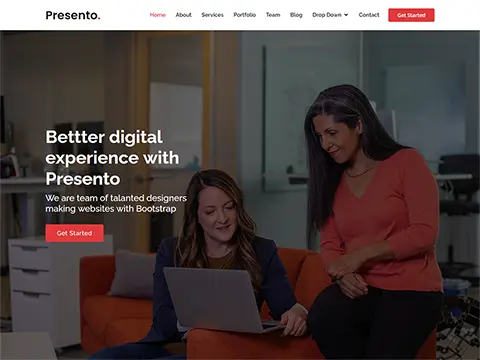 Presento.
Home About Services Portfolio Team Blog Drop Down Contact Get Started
Bettter digital
experience with
Presento
We are team of talanted designers
making websites with Bootstrap
Get Started